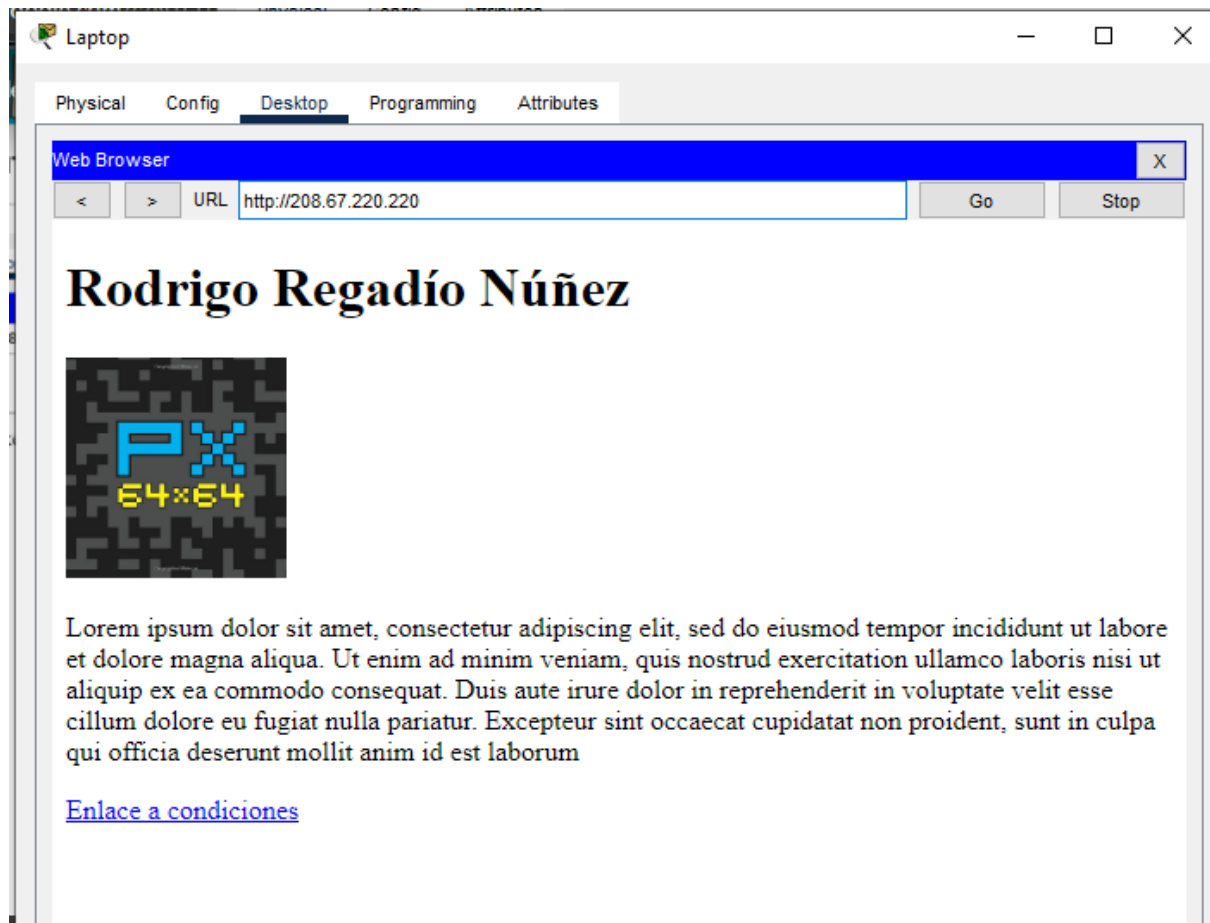 Laptop
Physical Config Desktop Programming Attributes
Web Browser X
< > URL http://208.67.220.220 Go Stop
Rodrigo Regadío Núñez
PX
64×64
Lorem ipsum dolor sit amet, consectetur adipiscing elit, sed do eiusmod tempor incididunt ut labore
et dolore magna aliqua. Ut enim ad minim veniam, quis nostrud exercitation ullamco laboris nisi ut
aliquip ex ea commodo consequat. Duis aute irure dolor in reprehenderit in voluptate velit esse
cillum dolore eu fugiat nulla pariatur. Excepteur sint occaecat cupidatat non proident, sunt in culpa
qui officia deserunt mollit anim id est laborum
Enlace a condiciones